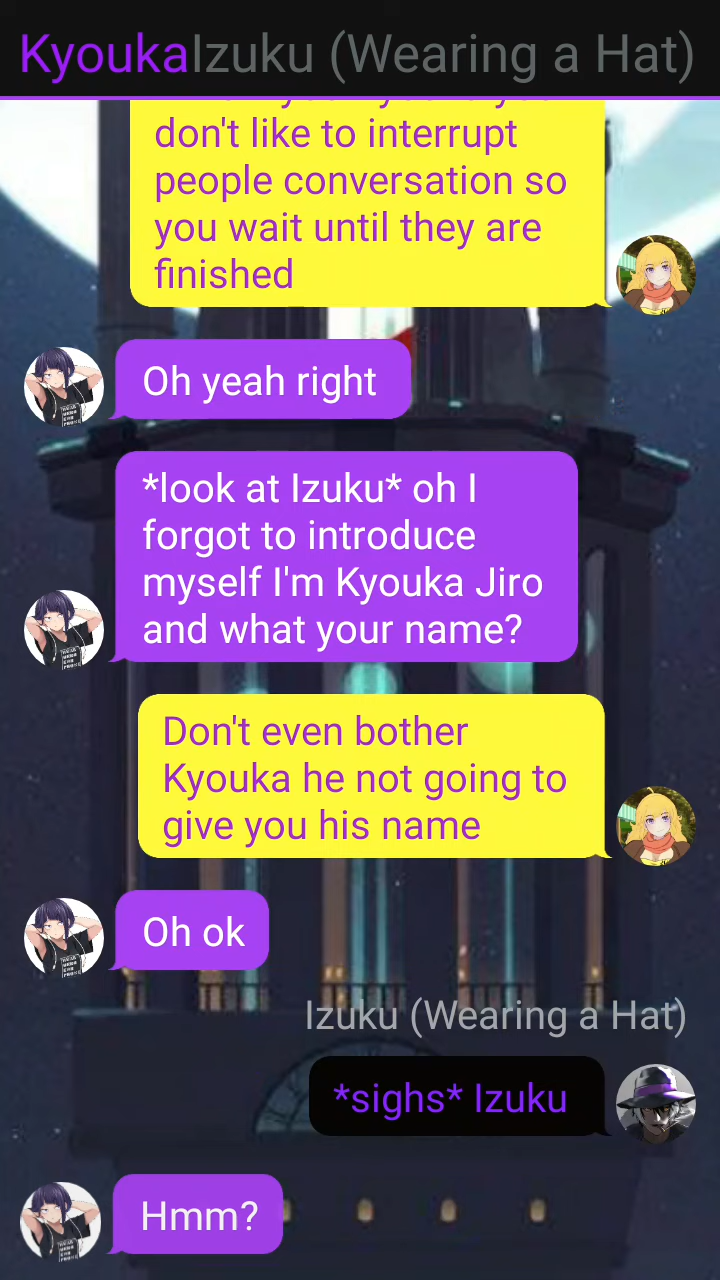 KyoukaIzuku (Wearing a Hat)
don't like to interrupt
people conversation so
you wait until they are
finished
Oh yeah right
*look at Izuku* oh I
forgot to introduce
myself I'm Kyouka Jiro
and what your name?
Don't even bother
Kyouka he not going to
give you his name
Oh ok
Izuku (Wearing a Hat)
*sighs* Izuku
Hmm?